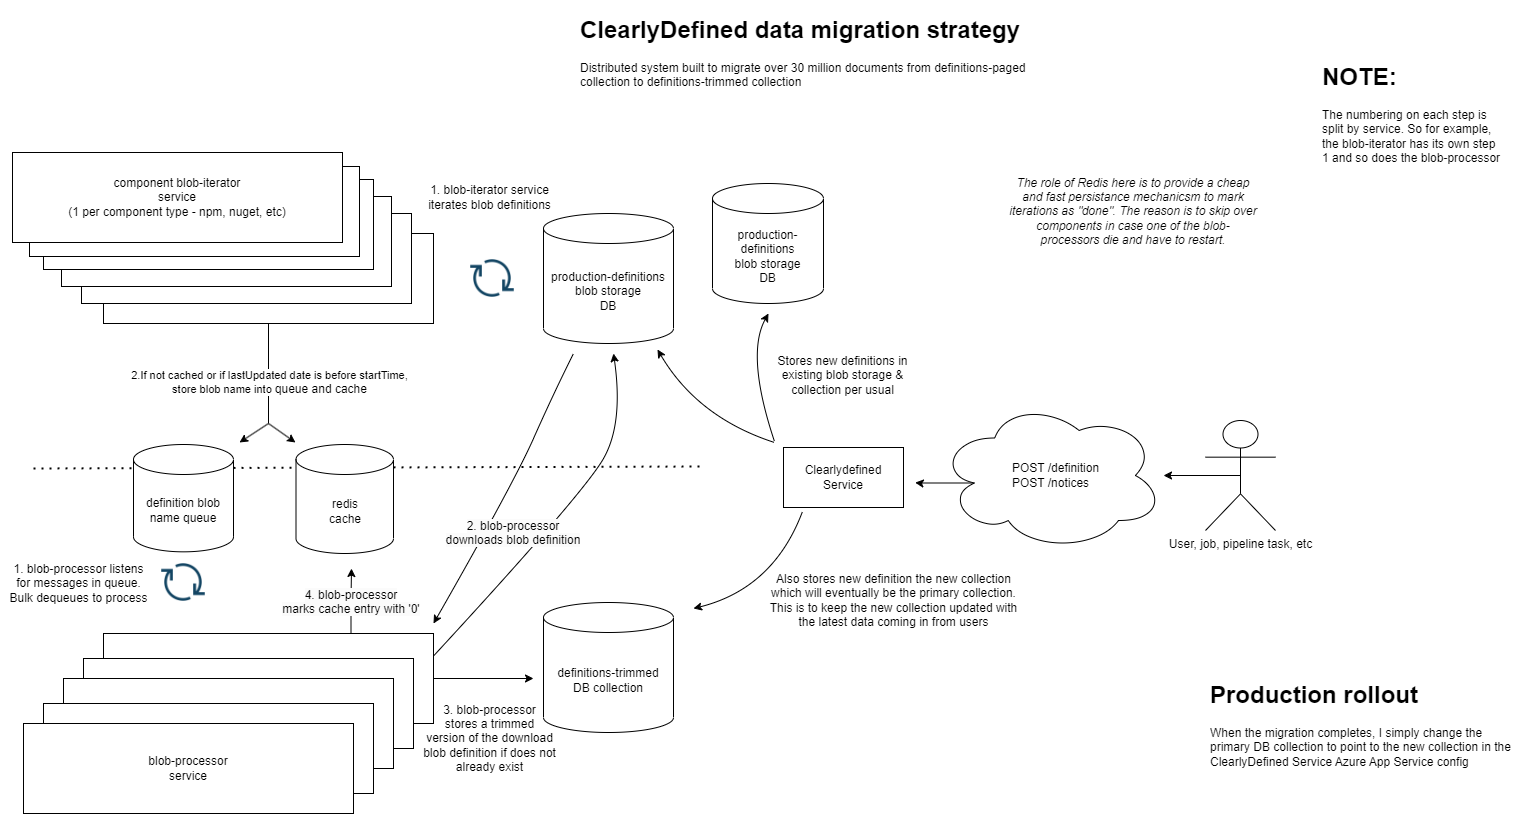 ClearlyDefined data migration strategy
Distributed system built to migrate over 30 million documents from definitions-paged
collection to definitions-trimmed collection
NOTE:
The numbering on each step is
split by service. So for example,
the blob-iterator has its own step
1 and so does the blob-processor
component blob-iterator
service
(1 per component type - npm, nuget, etc)
1. blob-iterator service
iterates blob definitions
production-definitions
blob storage
DB
production-
definitions
blob storage
DB
The role of Redis here is to provide a cheap
and fast persistance mechanicsm to mark
iterations as "done". The reason is to skip over
components in case one of the blob-
processors die and have to restart.
2.If not cached or if lastUpdated date is before startTime,
store blob name into queue and cache
Stores new definitions in
existing blob storage &
collection per usual
definition blob
name queue
redis
cache
Clearlydefined
Service
POST /definition
POST /notices
User, job, pipeline task, etc
2. blob-processor
downloads blob definition
1. blob-processor listens
for messages in queue.
Bulk dequeues to process
4. blob-processor
marks cache entry with '0'
Also stores new definition the new collection
which will eventually be the primary collection.
This is to keep the new collection updated with
the latest data coming in from users
definitions-trimmed
DB collection
3. blob-processor
stores a trimmed
version of the download
blob definition if does not
already exist
blob-processor
service
Production rollout
When the migration completes, I simply change the
primary DB collection to point to the new collection in the
ClearlyDefined Service Azure App Service config